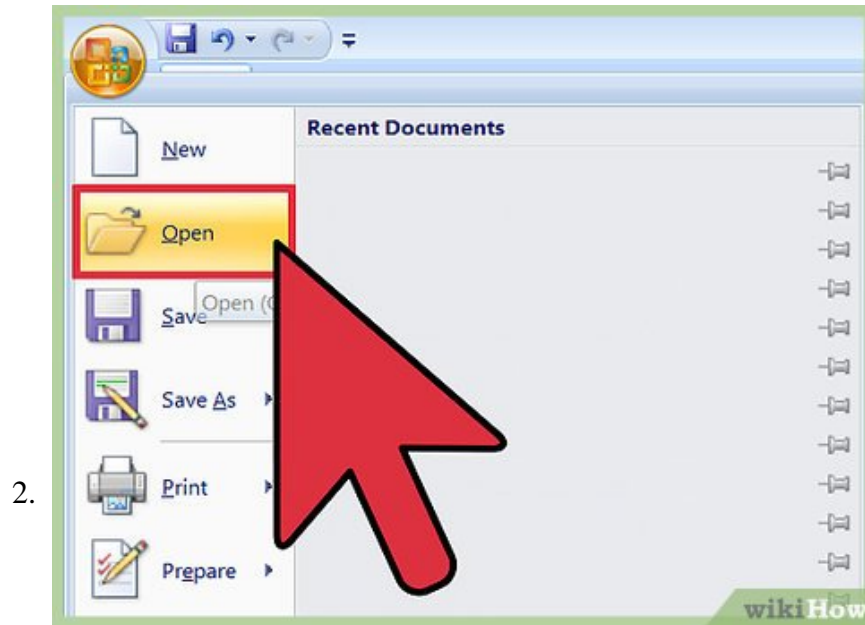 Recent Documents
New
Open
Open (
Save
Save As
Print
Prepare
2.
wikiHow